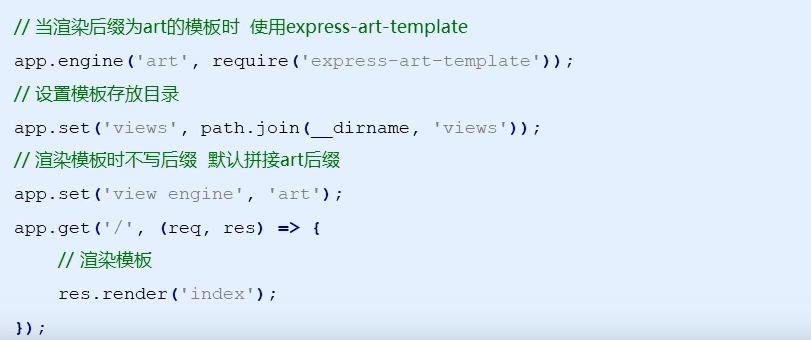 // 当渲染后缀为art的模板时 使用express-art-template
app.engine('art', require('express-art-template'));
// 设置模板存放目录
app.set('views', path.join(__dirname, 'views'));
// 渲染模板时不写后缀 默认拼接art后缀
app.set('view engine', 'art');
app.get('/', (req, res) => {
// 渲染模板
res.render('index');
});